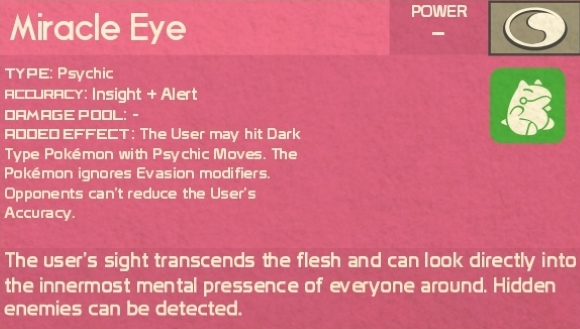 Miracle Eye
POWER
–
TYPE: Psychic
ACCURACY: Insight + Alert
DAMAGE POOL: -
ADDED EFFECT: The User may hit Dark
Type Pokémon with Psychic Moves. The
Pokémon ignores Evasion modifiers.
Opponents can't reduce the User's
Accuracy.
The user's sight transcends the flesh and can look directly into
the innermost mental pressence of everyone around. Hidden
enemies can be detected.